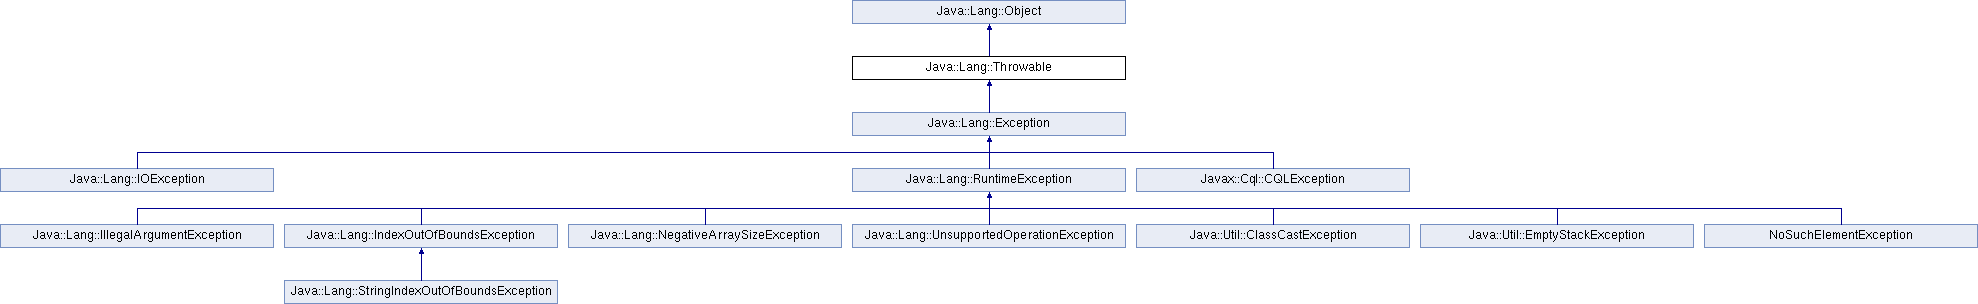 Java::Lang::Object
Java::Lang::Throwable
Java::Lang::Exception
Java::Lang::IOException
Java::Lang::RuntimeException
Javax::Cql::CQLException
Java::Lang::IllegalArgumentException
Java::Lang::IndexOutOfBoundsException
Java::Lang::NegativeArraySizeException
Java::Lang::UnsupportedOperationException
Java::Util::ClassCastException
Java::Util::EmptyStackException
NoSuchElementException
Java::Lang::StringIndexOutOfBoundsException